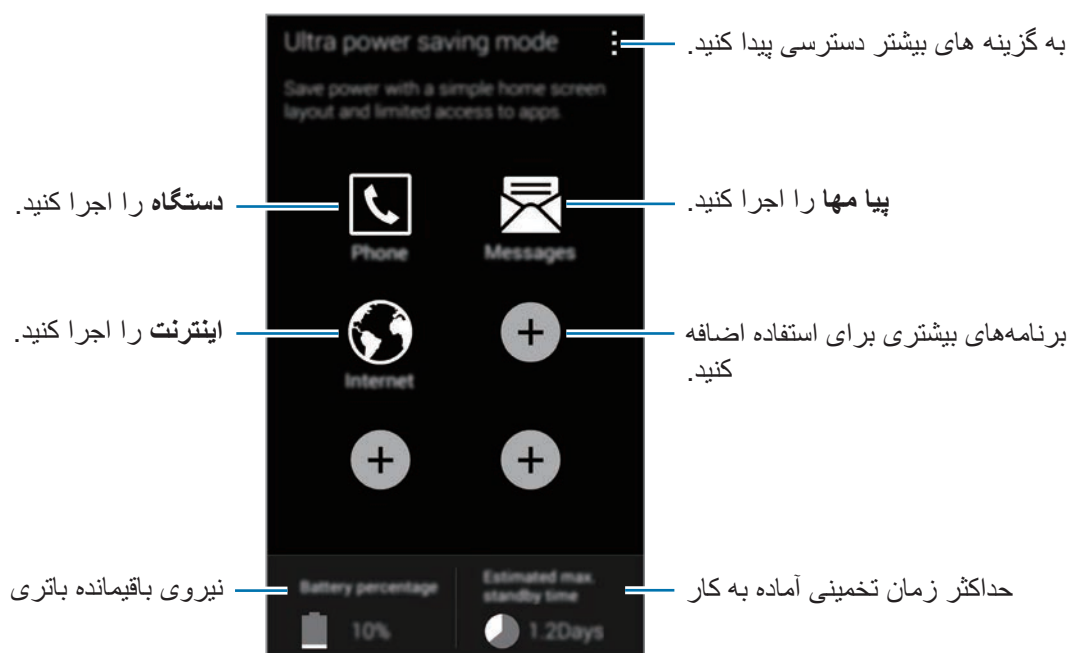 Ultra power saving mode
به گزینه های بیشتر دسترسی پیدا کنید.
Save power with a simple home screen
layout and limited access to apps.
دستگاه را اجرا کنید.
پیا مها را اجرا کنید.
Phone
Messages
اینترنت را اجرا کنید.
برنامه‌های بیشتری برای استفاده اضافه
کنید.
Internet
نیروی باقیمانده باتری
Battery percentage
10%
Estimated max.
standby time
1.2Days
حداکثر زمان تخمینی آماده به کار